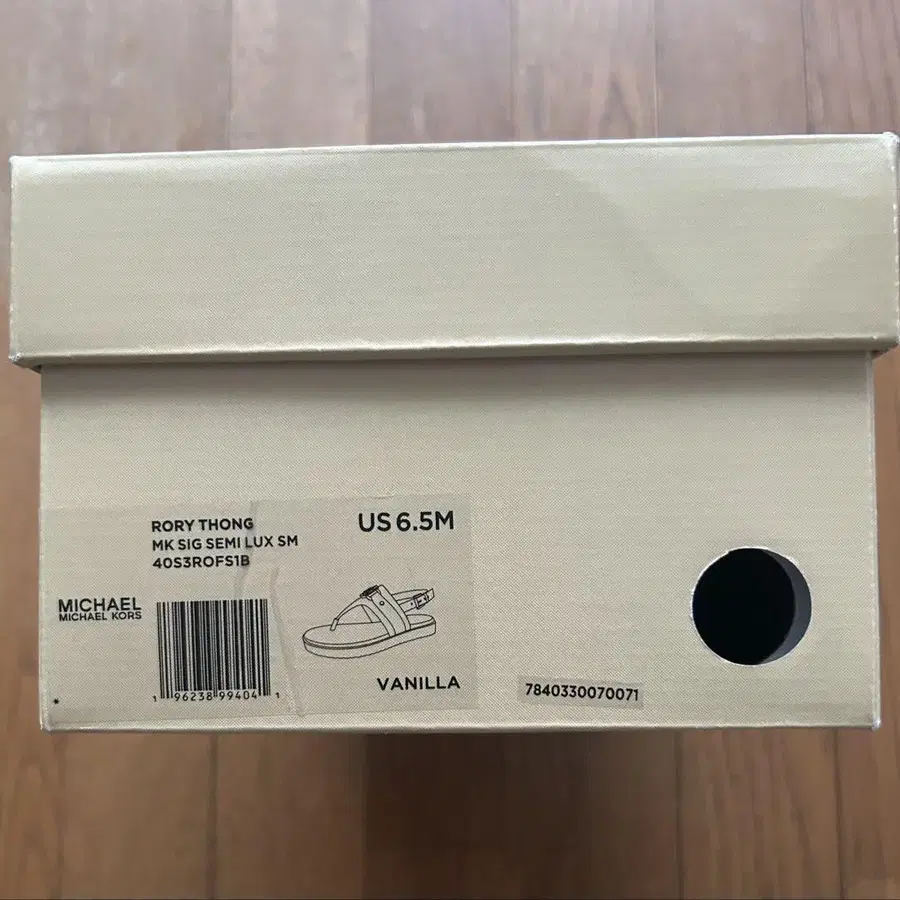 RORY THONG
MK SIG SEMI LUX SM
40S3ROFS1B
US 6.5M
MICHAEL
MICHAEL KORS
1 96238 99404 1
VANILLA
7840330070071
*